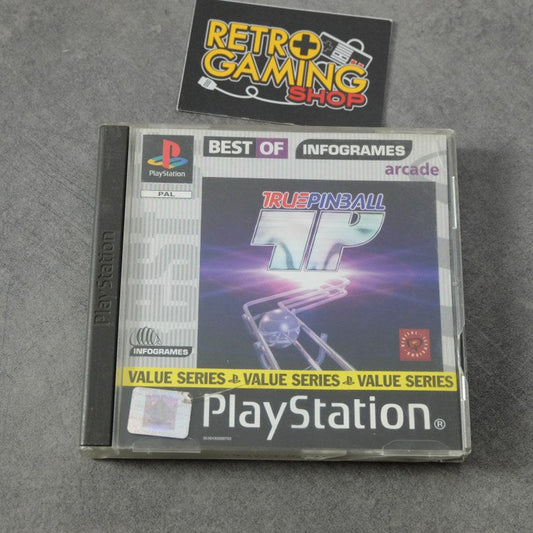 RETRO
GAMING
SHOP
PlayStation
PAL
BEST OF INFOGRAMES
arcade
TRUEPINBALL
TP
PlayStation
INFOGRAMES
VALUE SERIES VALUE SERIES VALUE SERIES
PlayStation®